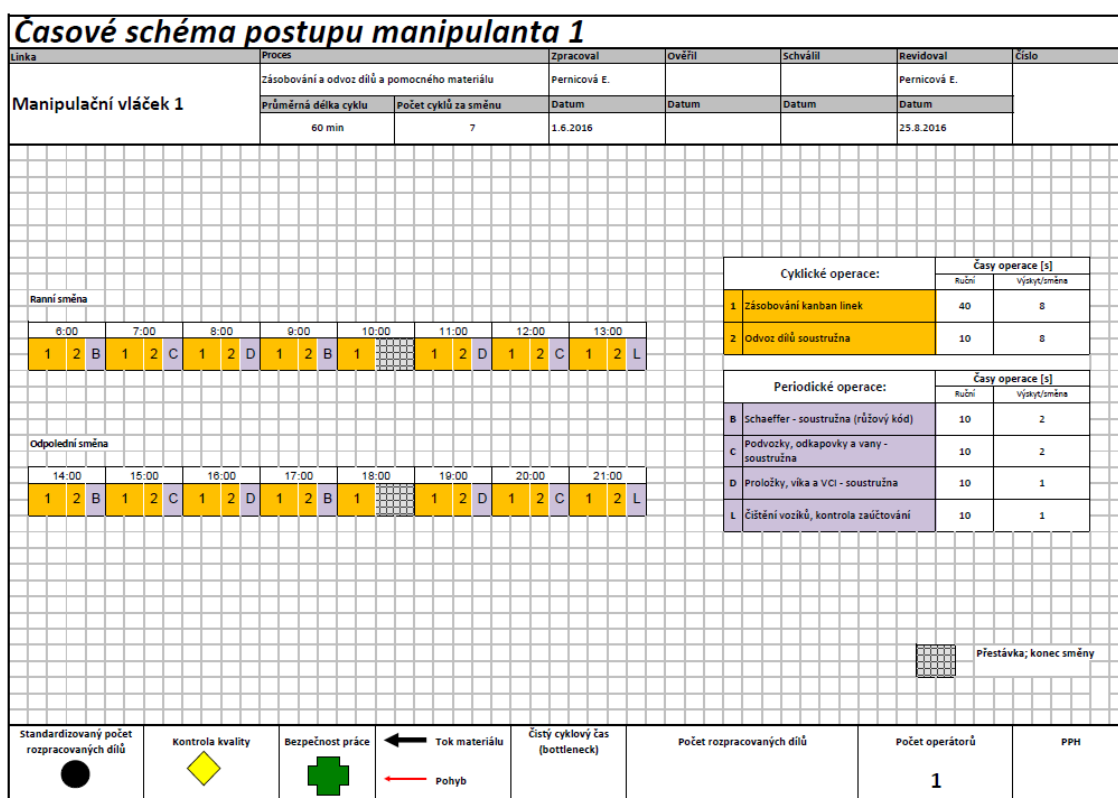 Časové schéma postupu manipulanta 1
Linka Proces Zpracoval Ověřil Schválil Revidoval Číslo
Zásobování a odvoz dílů a pomocného materiálu Pernicová E. Pernicová E.
Manipulační vláček 1
Průměrná délka cyklu Počet cyklů za směnu Datum Datum Datum Datum
60 min 7 1.6.2016 25.8.2016
Cyklické operace: Časy operace [s]
Ruční Výskyt/směna
1 Zásobování kanban linek 40 8
2 Odvoz dílů soustružna 10 8
Ranní směna
6:00 7:00 8:00 9:00 10:00 11:00 12:00 13:00
1 2 B 1 2 C 1 2 D 1 2 B 1 1 2 D 1 2 C 1 2 L
Periodické operace: Časy operace [s]
Ruční Výskyt/směna
B Schaeffer - soustružna (růžový kód) 10 2
C Podvozky, odkapovky a vany -
soustružna 10 2
D Proložky, víka a VCI - soustružna 10 1
L Čištění vozíků, kontrola zaúčtování 10 1
Odpolední směna
14:00 15:00 16:00 17:00 18:00 19:00 20:00 21:00
1 2 B 1 2 C 1 2 D 1 2 B 1 1 2 D 1 2 C 1 2 L
Přestávka; konec směny
Standardizovaný počet
rozpracovaných dílů
Kontrola kvality
Bezpečnost práce
Tok materiálu
Pohyb
Čistý cyklový čas
(bottleneck)
Počet rozpracovaných dílů
Počet operátorů
1
PPH